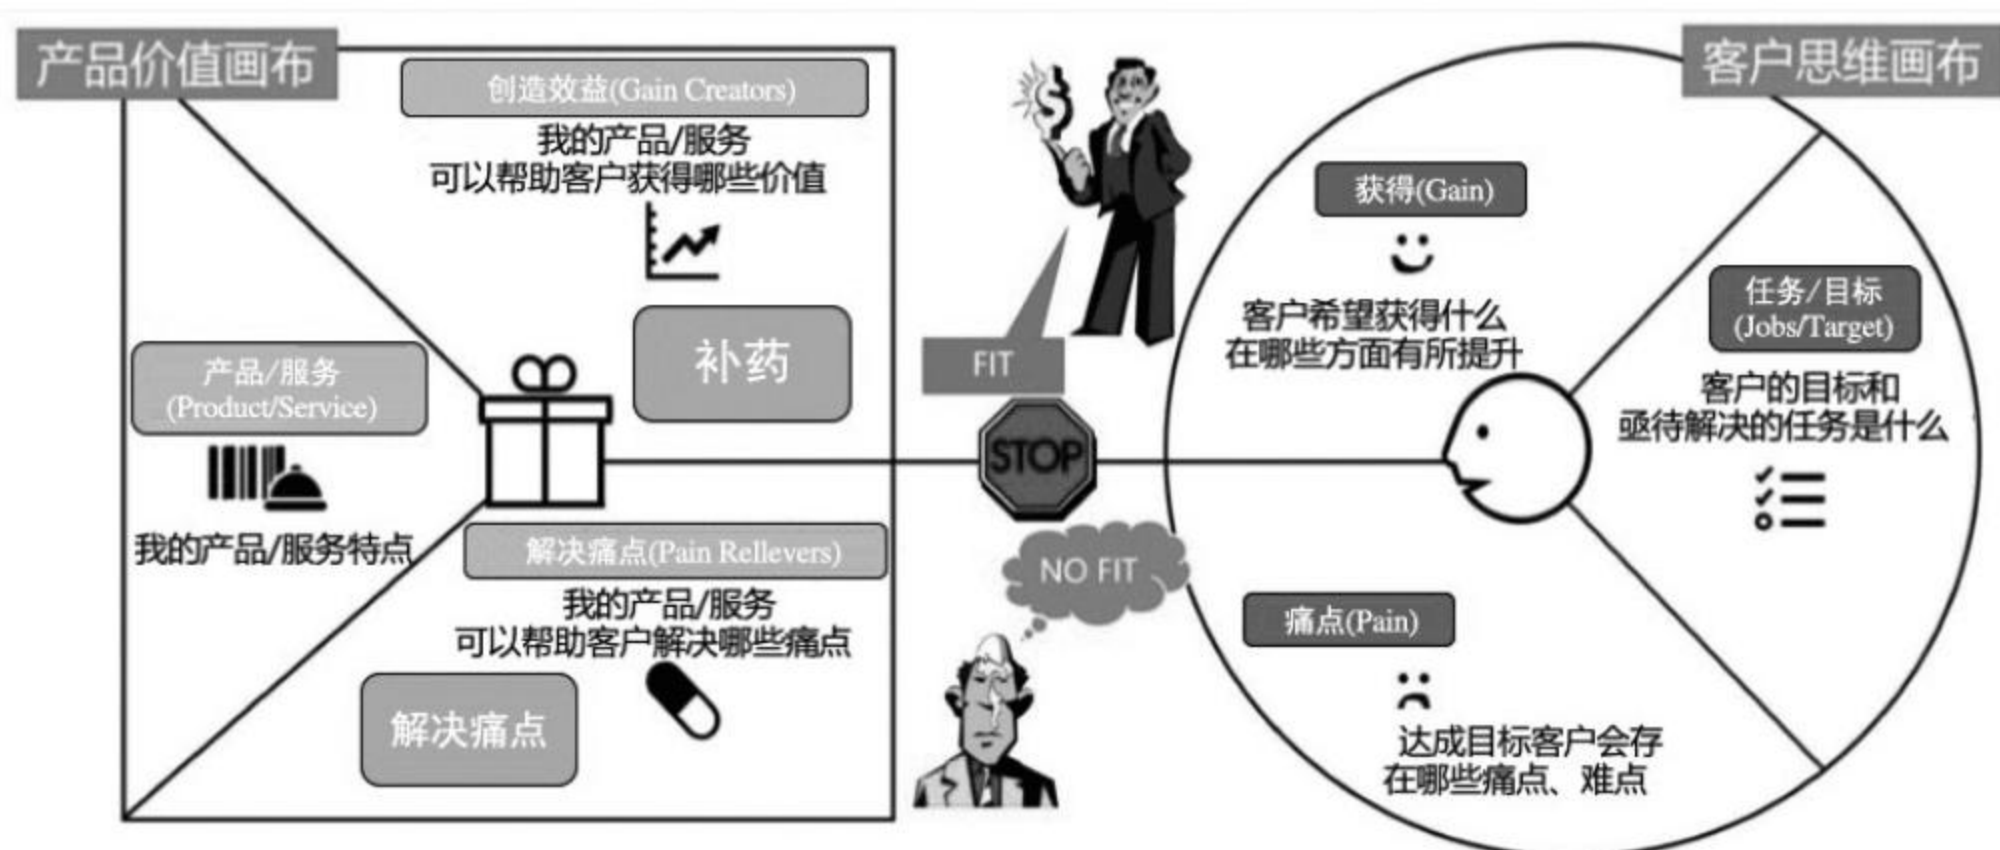 产品价值画布
创造效益(Gain Creators)
我的产品/服务
可以帮助客户获得哪些价值
补药
产品/服务
(Product/Service)
我的产品/服务特点
解决痛点(Pain Rellevers)
我的产品/服务
可以帮助客户解决哪些痛点
解决痛点
$
FIT
STOP
NO FIT
客户思维画布
获得(Gain)
客户希望获得什么
在哪些方面有所提升
任务/目标
(Jobs/Target)
客户的目标和
亟待解决的任务是什么
痛点(Pain)
达成目标客户会存
在哪些痛点、难点